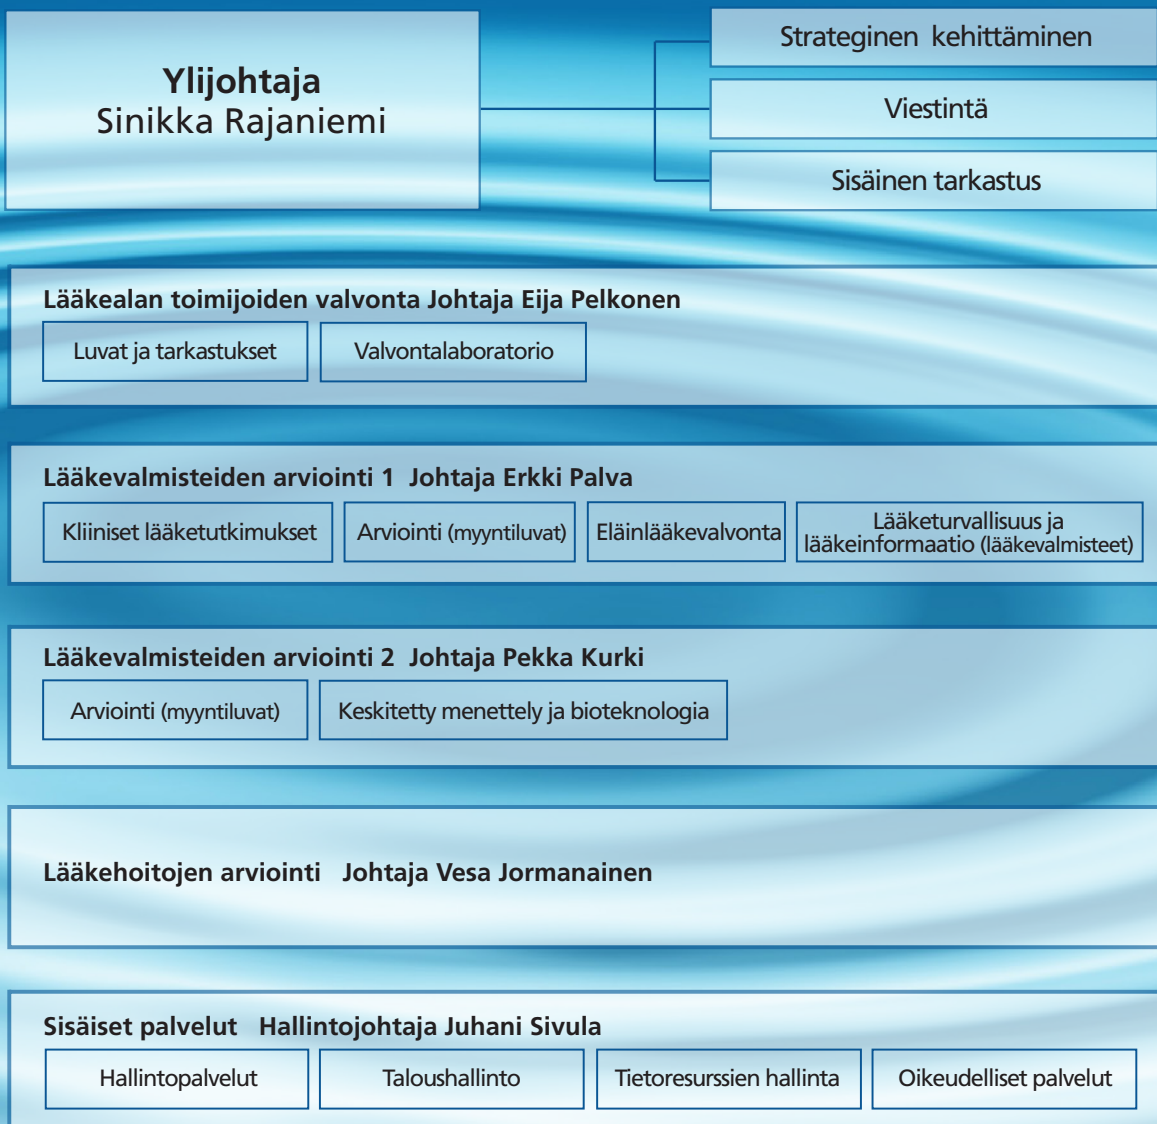 Ylijohtaja
Sinikka Rajaniemi
Strateginen kehittäminen
Viestintä
Sisäinen tarkastus
Lääkealan toimijoiden valvonta Johtaja Eija Pelkonen
Luvat ja tarkastukset
Valvontalaboratorio
Lääkevalmisteiden arviointi 1 Johtaja Erkki Palva
Kliiniset lääketutkimukset
Arviointi (myyntiluvat)
Eläinlääkevalvonta
Lääketurvallisuus ja
lääkeinformaatio (lääkevalmisteet)
Lääkevalmisteiden arviointi 2 Johtaja Pekka Kurki
Arviointi (myyntiluvat)
Keskitetty menettely ja bioteknologia
Lääkehoitojen arviointi Johtaja Vesa Jormanainen
Sisäiset palvelut Hallintojohtaja Juhani Sivula
Hallintopalvelut
Taloushallinto
Tietoresurssien hallinta
Oikeudelliset palvelut